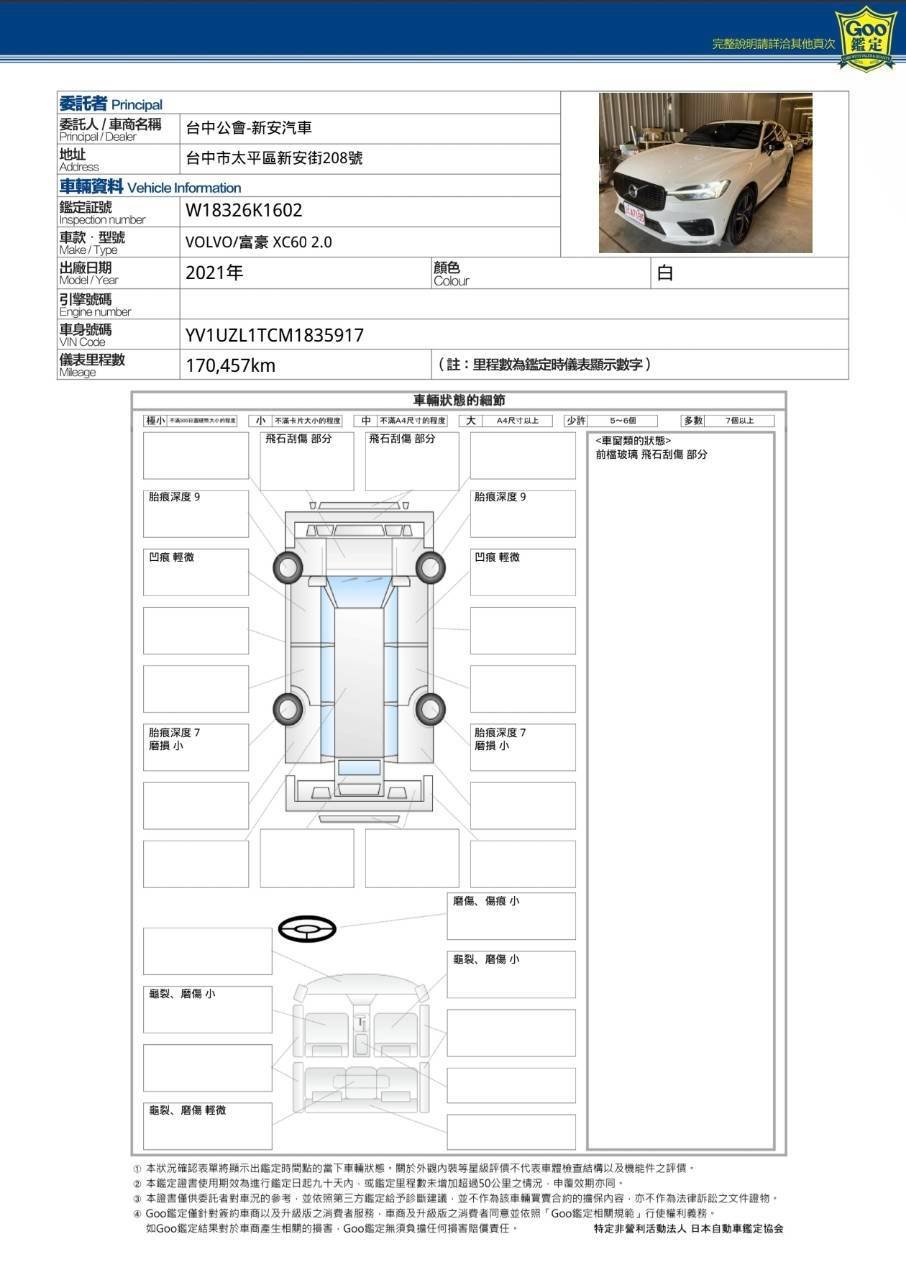 完整說明請詳洽其他頁次
Goo
鑑定
委託者 Principal
委託人 / 車商名稱
Principal / Dealer
台中公會-新安汽車
地址
Address
台中市太平區新安街208號
車輛資料 Vehicle Information
鑑定証號
Inspection number
W18326K1602
車款 · 型號
Make / Type
VOLVO/富豪 XC60 2.0
出廠日期
Model / Year
2021年
顏色
Colour
白
引擎號碼
Engine number
車身號碼
VIN Code
YV1UZL1TCM1835917
儀表里程數
Mileage
170,457km
（註：里程數為鑑定時儀表顯示數字）
車輛狀態的細節
極小 小 不滿卡片大小的程度 中 不滿A4尺寸的程度 大 A4尺寸以上 少許 5～6個 多數 7個以上
飛石刮傷 部分
飛石刮傷 部分
<車窗類的狀態>
前檔玻璃 飛石刮傷 部分
胎痕深度 9
胎痕深度 9
凹痕 輕微
凹痕 輕微
胎痕深度 7
磨損 小
胎痕深度 7
磨損 小
磨傷、傷痕 小
龜裂、磨傷 小
龜裂、磨傷 小
龜裂、磨傷 輕微
① 本狀況確認表單將顯示出鑑定時間點的當下車輛狀態。關於外觀內裝等星級評價不代表車體檢查結構以及機能件之評價。
② 本鑑定證書使用期效為進行鑑定日起九十天內，或鑑定里程數未增加超過50公里之情況，申覆效期亦同。
③ 本證書僅供委託者對車況的參考，並依照第三方鑑定給予診斷建議，並不作為該車輛買賣合約的擔保內容，亦不作為法律訴訟之文件證物。
④ Goo鑑定僅針對簽約車商以及升級版之消費者服務，車商及升級版之消費者同意並依照「Goo鑑定相關規範」行使權利義務。
如Goo鑑定結果對於車商產生相關的損害，Goo鑑定無須負擔任何損害賠償責任。
特定非營利活動法人 日本自動車鑑定協会